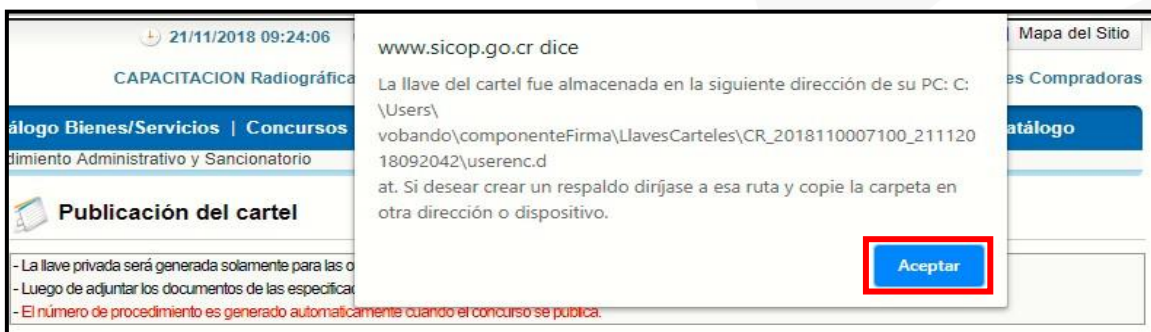 21/11/2018 09:24:06
Mapa del Sitio
CAPACITACION Radiográfica
es Compradoras
álogo Bienes/Servicios | Concursos
atálogo
dimiento Administrativo y Sancionatorio
www.sicop.go.cr dice
La llave del cartel fue almacenada en la siguiente dirección de su PC: C:
\Users\
vobando\componenteFirma\LlavesCarteles\CR_2018110007100_211120
18092042\userenc.d
at. Si desear crear un respaldo diríjase a esa ruta y copie la carpeta en
otra dirección o dispositivo.
Aceptar
Publicación del cartel
- La llave privada será generada solamente para las o
- Luego de adjuntar los documentos de las especificac
- El número de procedimiento es generado automaticamente cuando el concurso se publica.